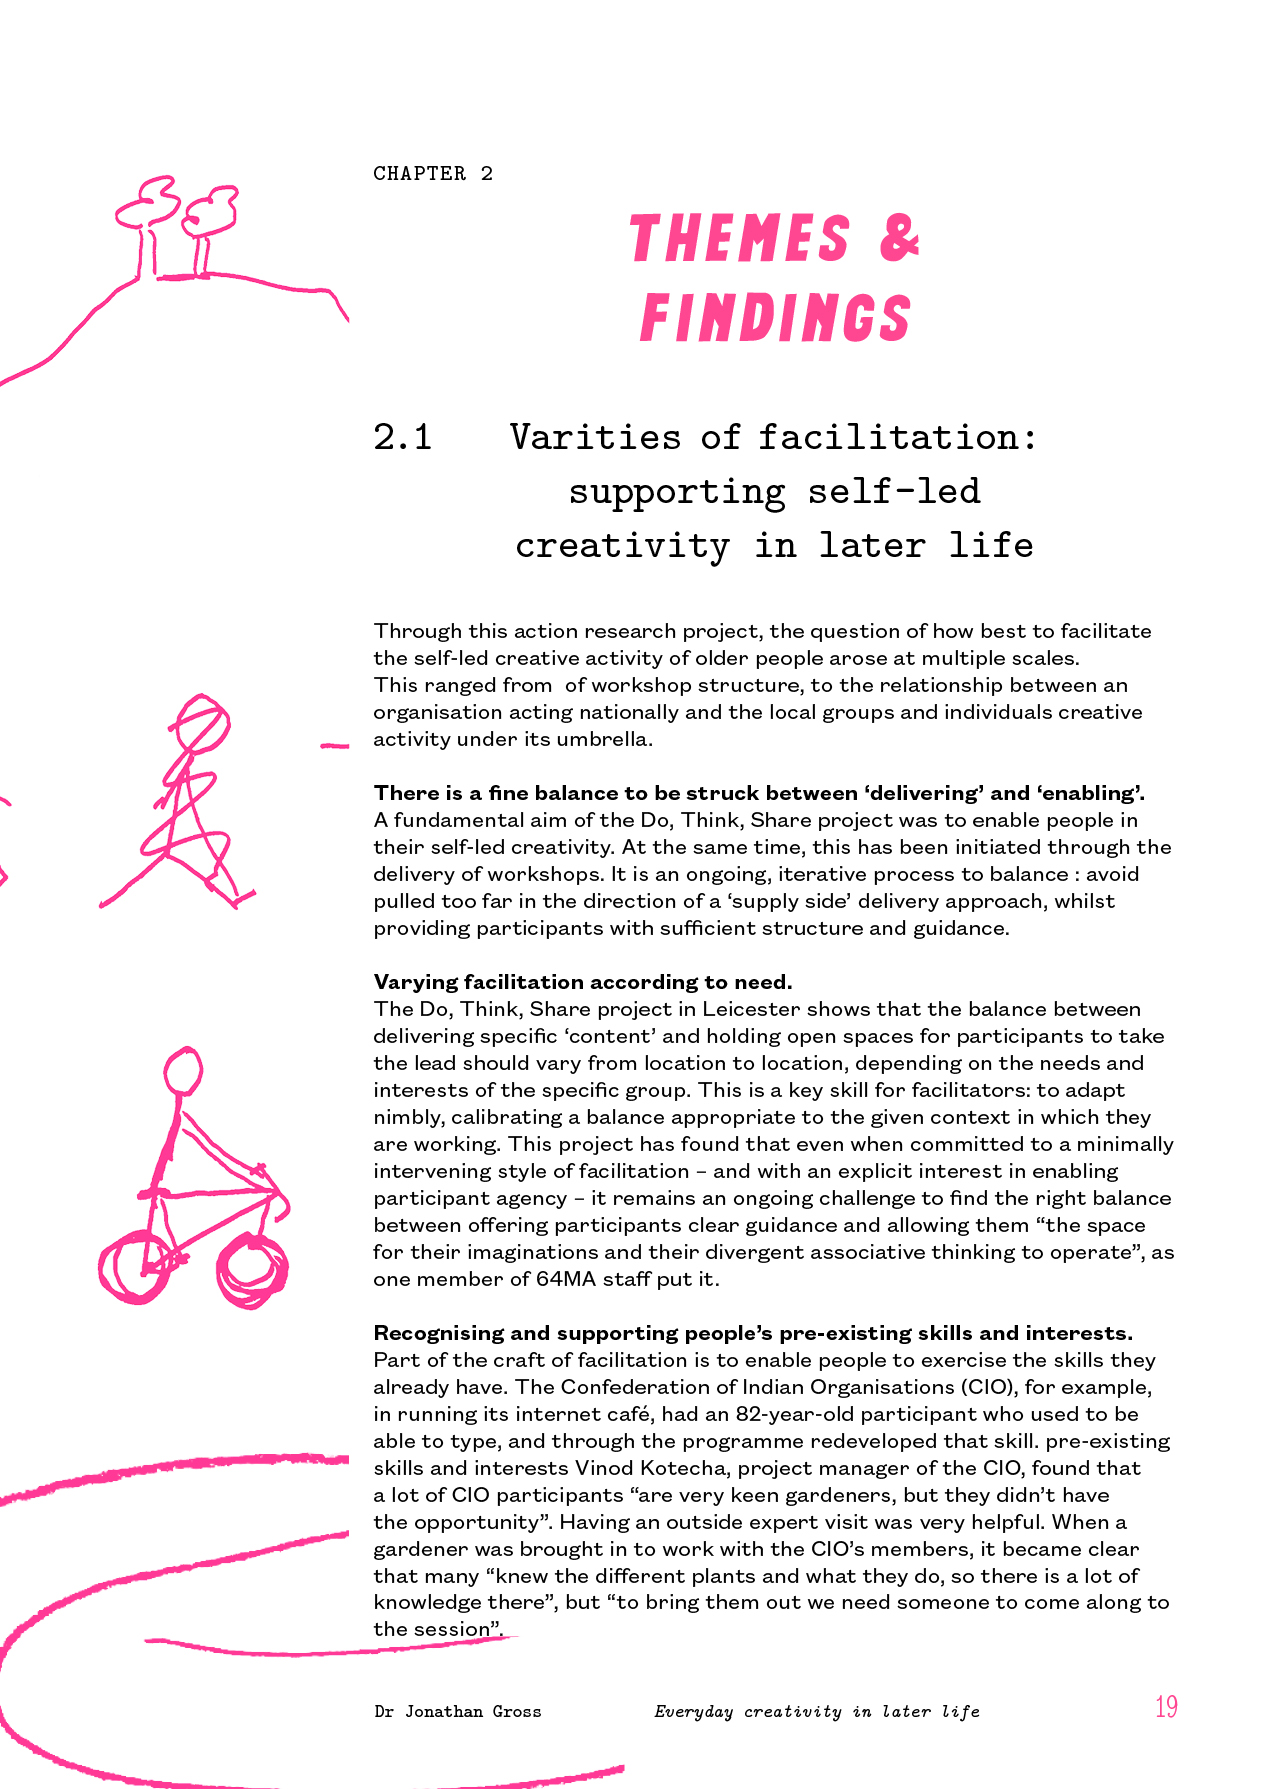 CHAPTER 2
THEMES &
FINDINGS
2.1 Varities of facilitation:
supporting self-led
creativity in later life
Through this action research project, the question of how best to facilitate
the self-led creative activity of older people arose at multiple scales.
This ranged from  of workshop structure, to the relationship between an
organisation acting nationally and the local groups and individuals creative
activity under its umbrella.
There is a fine balance to be struck between ‘delivering’ and ‘enabling’.
A fundamental aim of the Do, Think, Share project was to enable people in
their self-led creativity. At the same time, this has been initiated through the
delivery of workshops. It is an ongoing, iterative process to balance : avoid
pulled too far in the direction of a ‘supply side’ delivery approach, whilst
providing participants with sufficient structure and guidance.
Varying facilitation according to need.
The Do, Think, Share project in Leicester shows that the balance between
delivering specific ‘content’ and holding open spaces for participants to take
the lead should vary from location to location, depending on the needs and
interests of the specific group. This is a key skill for facilitators: to adapt
nimbly, calibrating a balance appropriate to the given context in which they
are working. This project has found that even when committed to a minimally
intervening style of facilitation – and with an explicit interest in enabling
participant agency – it remains an ongoing challenge to find the right balance
between offering participants clear guidance and allowing them “the space
for their imaginations and their divergent associative thinking to operate”, as
one member of 64MA staff put it.
Recognising and supporting people’s pre-existing skills and interests.
Part of the craft of facilitation is to enable people to exercise the skills they
already have. The Confederation of Indian Organisations (CIO), for example,
in running its internet café, had an 82-year-old participant who used to be
able to type, and through the programme redeveloped that skill. pre-existing
skills and interests Vinod Kotecha, project manager of the CIO, found that
a lot of CIO participants “are very keen gardeners, but they didn’t have
the opportunity”. Having an outside expert visit was very helpful. When a
gardener was brought in to work with the CIO’s members, it became clear
that many “knew the different plants and what they do, so there is a lot of
knowledge there”, but “to bring them out we need someone to come along to
the session”.
Dr Jonathan Gross Everyday creativity in later life 19